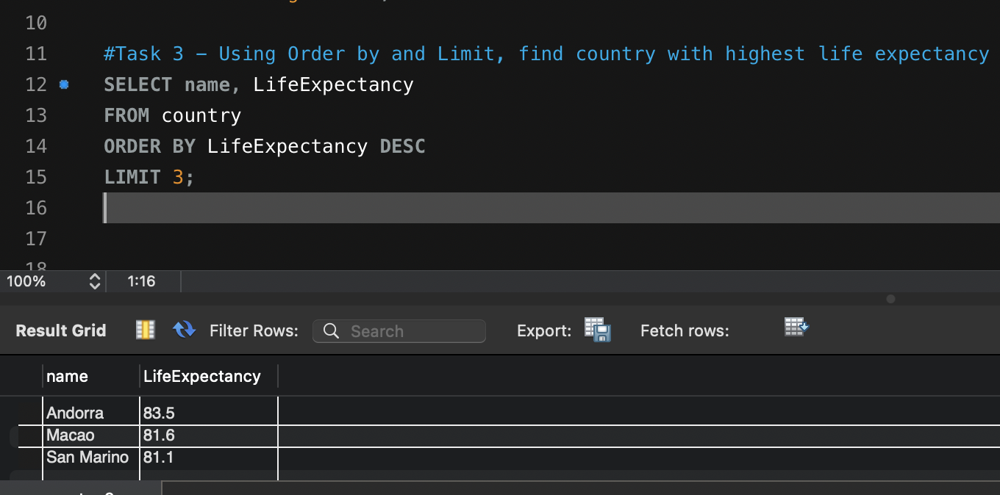 10
11 #Task 3 - Using Order by and Limit, find country with highest life expectancy
12 SELECT name, LifeExpectancy
13 FROM country
14 ORDER BY LifeExpectancy DESC
15 LIMIT 3;
16
17
18
100% 1:16
Result Grid Filter Rows: Search Export: Fetch rows:
name LifeExpectancy
Andorra 83.5
Macao 81.6
San Marino 81.1